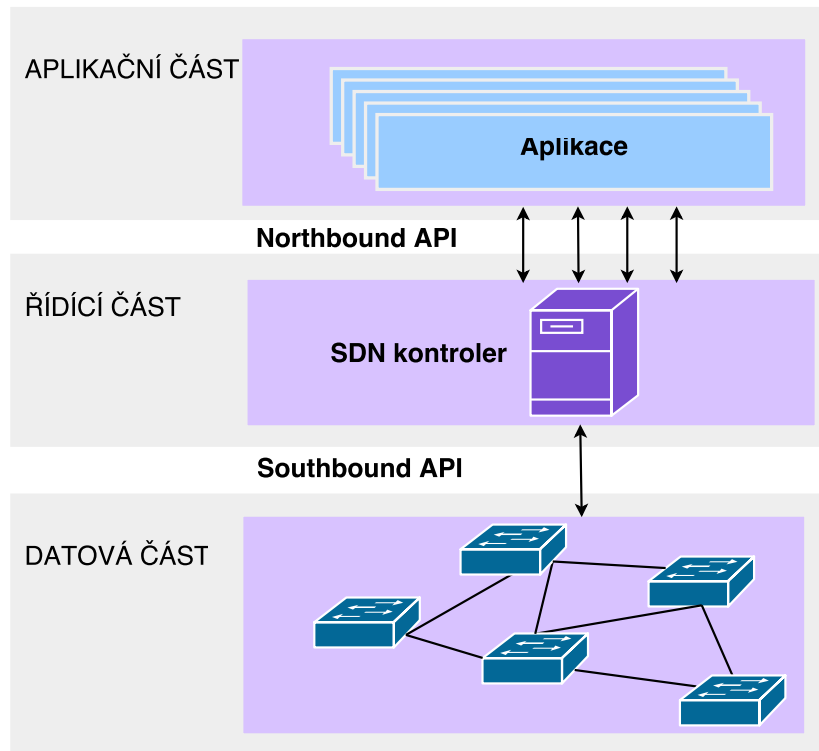 APLIKAČNÍ ČÁST
Aplikace
Northbound API
ŘÍDÍCÍ ČÁST
SDN kontroler
Southbound API
DATOVÁ ČÁST